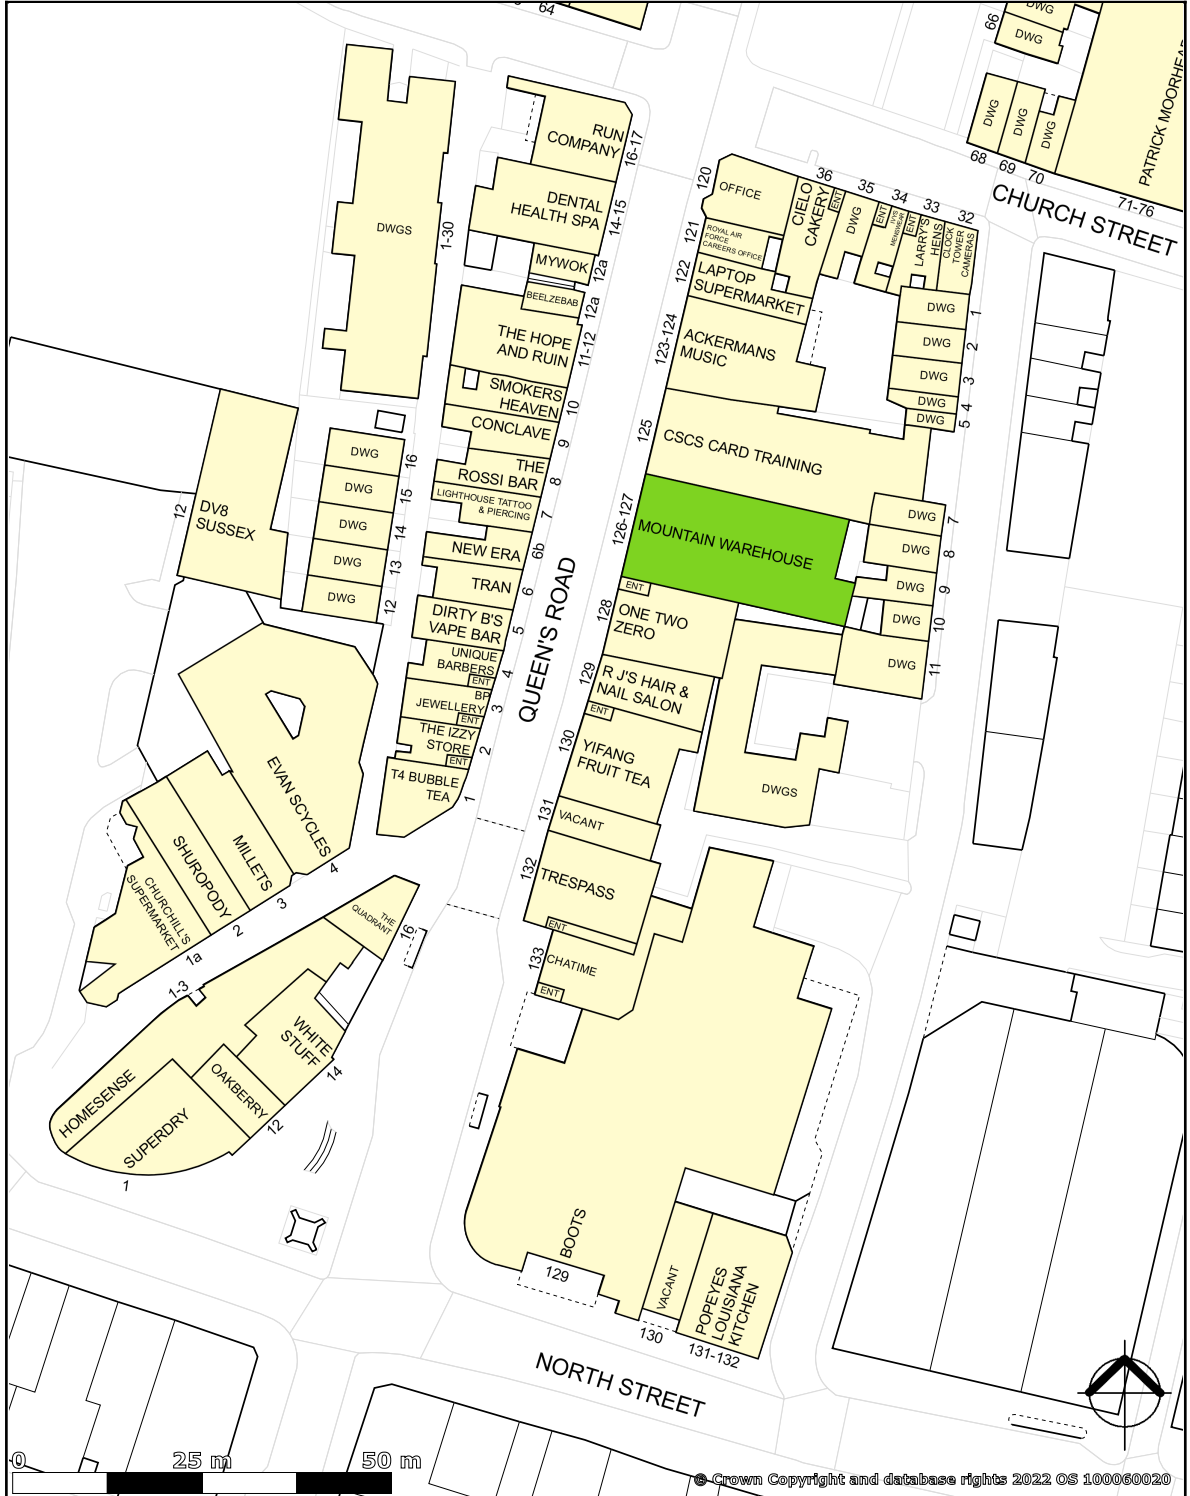 64
66
DWG
DWG
DWG
DWG
DWG
PATRICK MOORHEA
68
69
70
71-76
CHURCH STREET
RUN
COMPANY
16-17
DENTAL
HEALTH SPA
14-15
MYWOK
12a
BEELZEBAB
12a
THE HOPE
AND RUIN
11-12
SMOKERS
HEAVEN
10
CONCLAVE
9
THE
ROSSI BAR
8
LIGHTHOUSE TATTOO
& PIERCING
7
NEW ERA
6b
TRAN
6
DIRTY B'S
VAPE BAR
5
UNIQUE
BARBERS
ENT
4
BP
JEWELLERY
ENT
3
THE IZZY
STORE
ENT
2
T4 BUBBLE
TEA
1
DWGS
1-30
DWG
16
DWG
15
DWG
14
DWG
13
DWG
12
DV8
SUSSEX
12
QUEEN'S ROAD
120
OFFICE
121
ROYAL AIR
FORCE
CAREERS OFFICE
122
LAPTOP
SUPERMARKET
123-124
ACKERMANS
MUSIC
125
CSCS CARD TRAINING
126-127
MOUNTAIN WAREHOUSE
ENT
128
ONE TWO
ZERO
129
R J'S HAIR &
NAIL SALON
ENT
130
YIFANG
FRUIT TEA
131
VACANT
132
TRESPASS
ENT
133
CHATIME
ENT
36
CIELO
CAKERY
ENT
35
DWG
ENT
34
IVYS
MENSWEAR
ENT
33
LARRY'S
HENS
32
CLOCK
TOWER
CAMERAS
DWG
1
DWG
2
DWG
3
DWG
4
DWG
5
DWG
7
DWG
8
DWG
9
DWG
10
DWG
11
DWGS
EVAN SCYCLES
4
MILLETS
3
SHUROPODY
2
CHURCHILL'S
SUPERMARKET
1a
1-3
THE
QUADRANT
16
WHITE
STUFF
14
OAKBERRY
12
HOMESENSE
SUPERDRY
1
BOOTS
129
VACANT
130
POPEYES
LOUISIANA
KITCHEN
131-132
NORTH STREET
0
25 m
50 m
© Crown Copyright and database rights 2022 OS 100060020